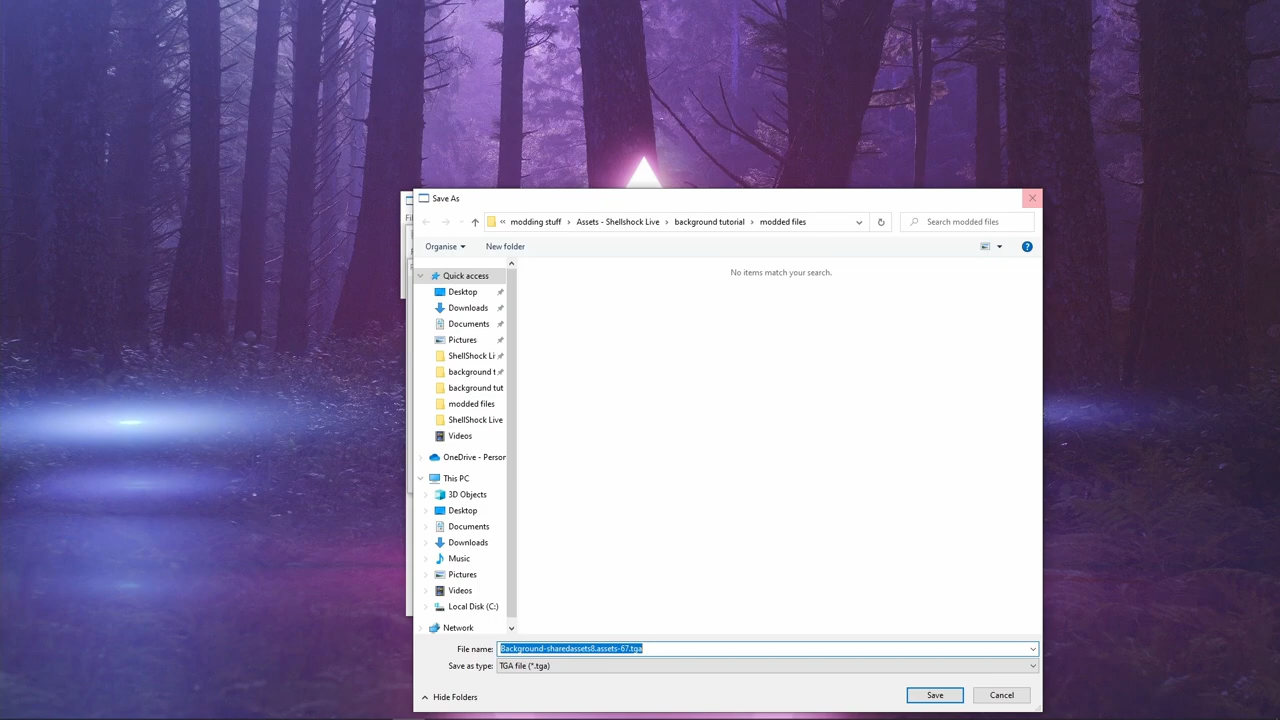 Save As
« modding stuff › Assets - Shellshock Live › background tutorial › modded files
Search modded files
Organise
New folder
No items match your search.
Quick access
Desktop
Downloads
Documents
Pictures
ShellShock Li
background t
background tut
modded files
ShellShock Live
Videos
OneDrive - Person
This PC
3D Objects
Desktop
Documents
Downloads
Music
Pictures
Videos
Local Disk (C:)
Network
File name: Background-sharedassets8.assets-67.tga
Save as type: TGA file (*.tga)
Hide Folders
Save
Cancel